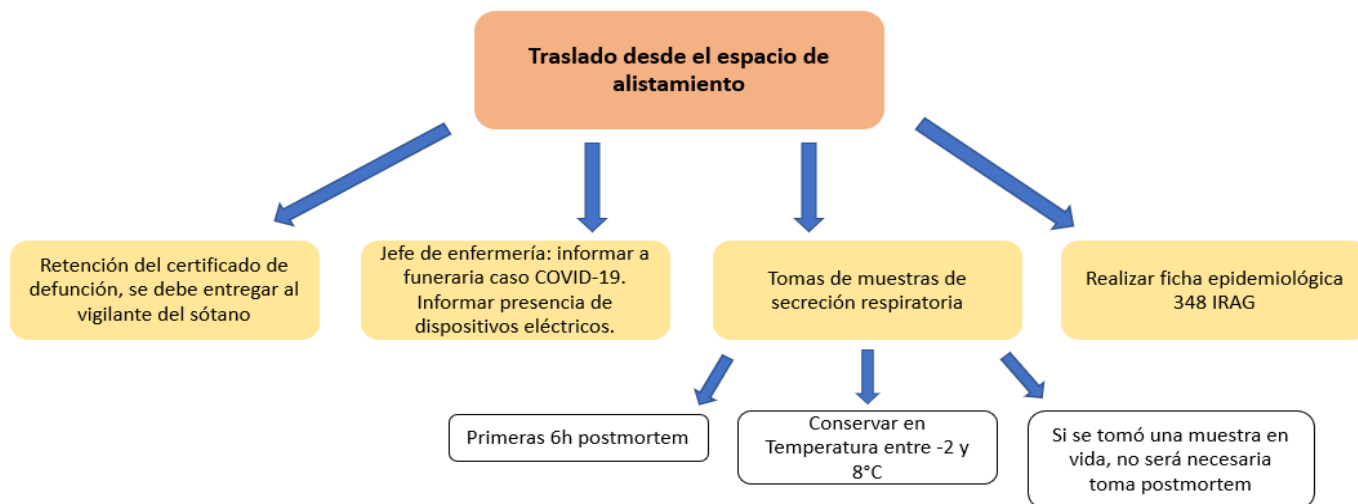 Traslado desde el espacio de
alistamiento
Retención del certificado de
defunción, se debe entregar al
vigilante del sótano
Jefe de enfermería: informar a
funeraria caso COVID-19.
Informar presencia de
dispositivos eléctricos.
Tomas de muestras de
secreción respiratoria
Realizar ficha epidemiológica
348 IRAG
Primeras 6h postmortem
Conservar en
Temperatura entre -2 y
8°C
Si se tomó una muestra en
vida, no será necesaria
toma postmortem